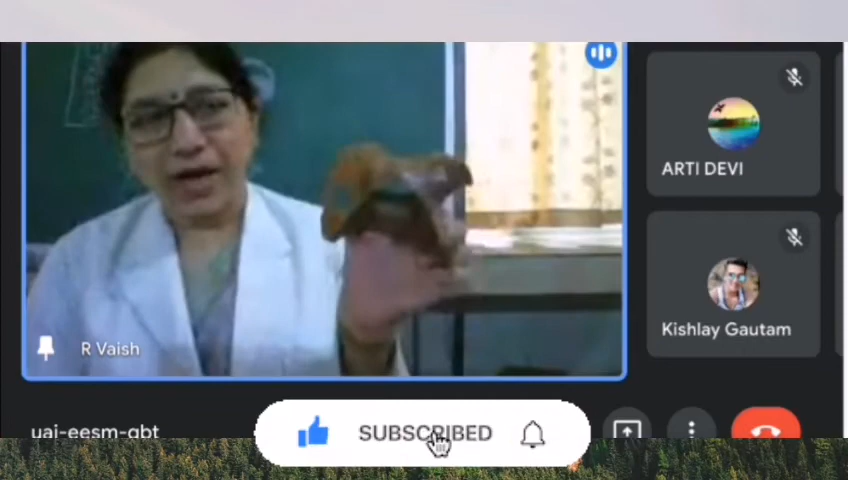 ARTI DEVI
Kishlay Gautam
R Vaish
uai-eesm-gbt
SUBSCRIBED